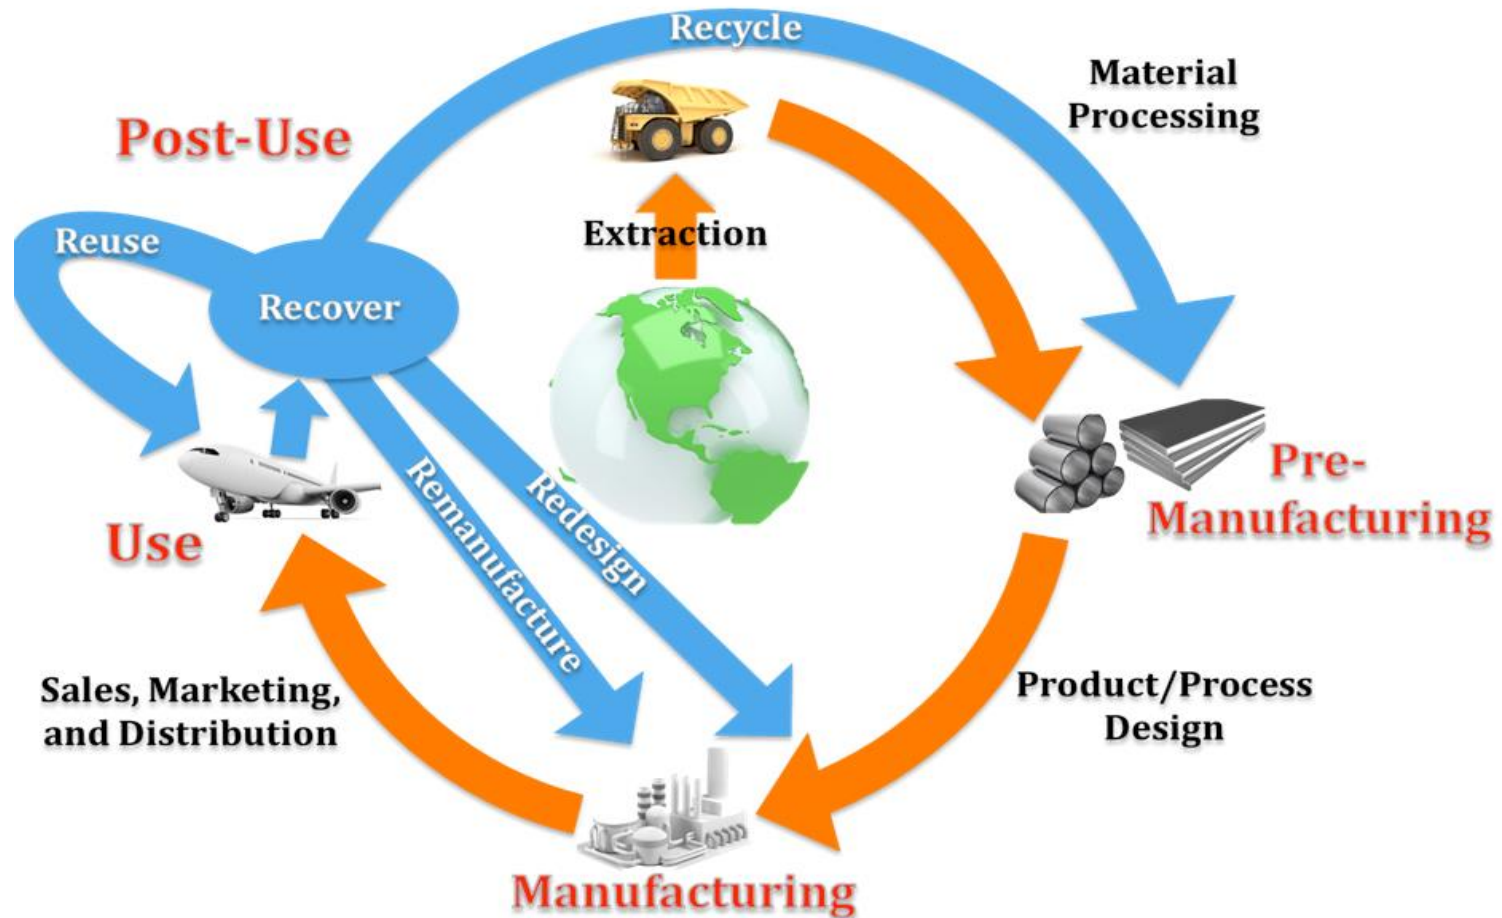 Recycle
Material
Processing
Post-Use
Extraction
Reuse
Recover
Pre-
Manufacturing
Use
Remanufacture
Redesign
Sales, Marketing,
and Distribution
Product/Process
Design
Manufacturing